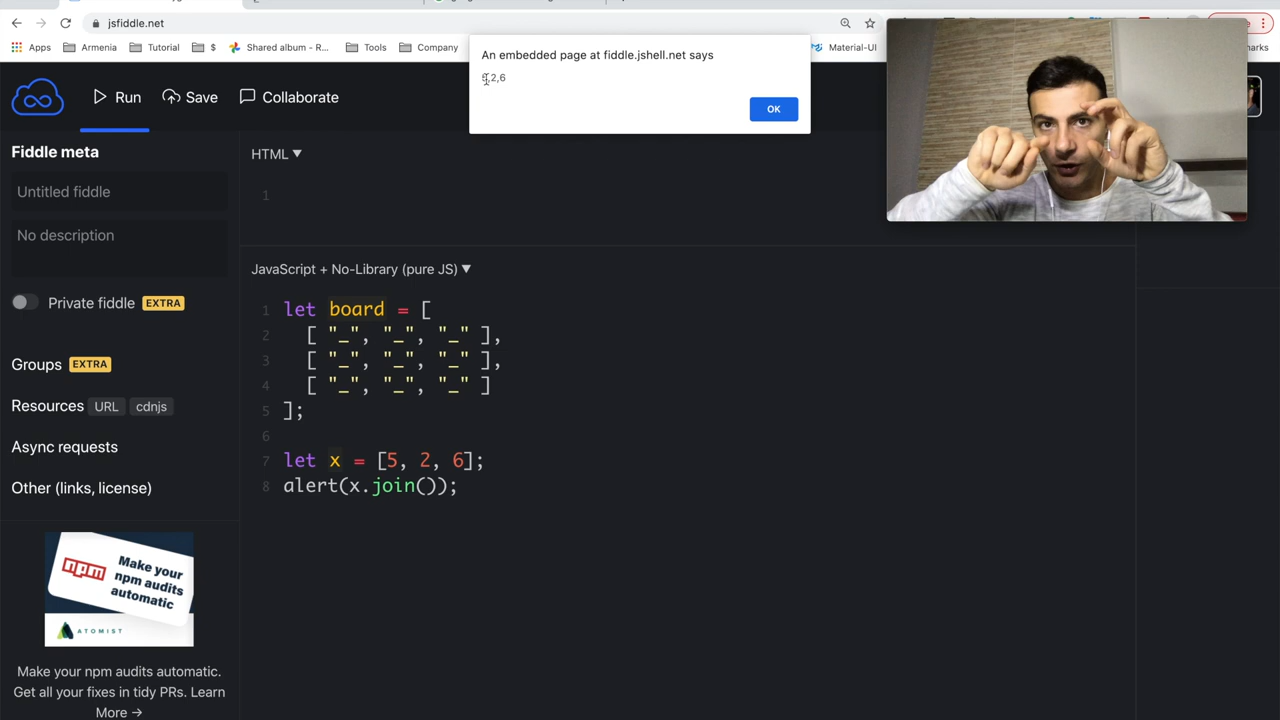 jsfiddle.net
Apps
Armenia
Tutorial
$
Shared album - R...
Tools
Company
Material-UI
An embedded page at fiddle.jshell.net says
5,2,6
OK
Run
Save
Collaborate
Fiddle meta
Untitled fiddle
No description
Private fiddle EXTRA
Groups EXTRA
Resources URL cdnjs
Async requests
Other (links, license)
npm
Make your
npm audits
automatic
ATOMIST
Make your npm audits automatic.
Get all your fixes in tidy PRs. Learn
More →
HTML ▼
1
JavaScript + No-Library (pure JS) ▼
1 let board = [
2 [ "_", "_", "_" ],
3 [ "_", "_", "_" ],
4 [ "_", "_", "_" ]
5 ];
6
7 let x = [5, 2, 6];
8 alert(x.join());